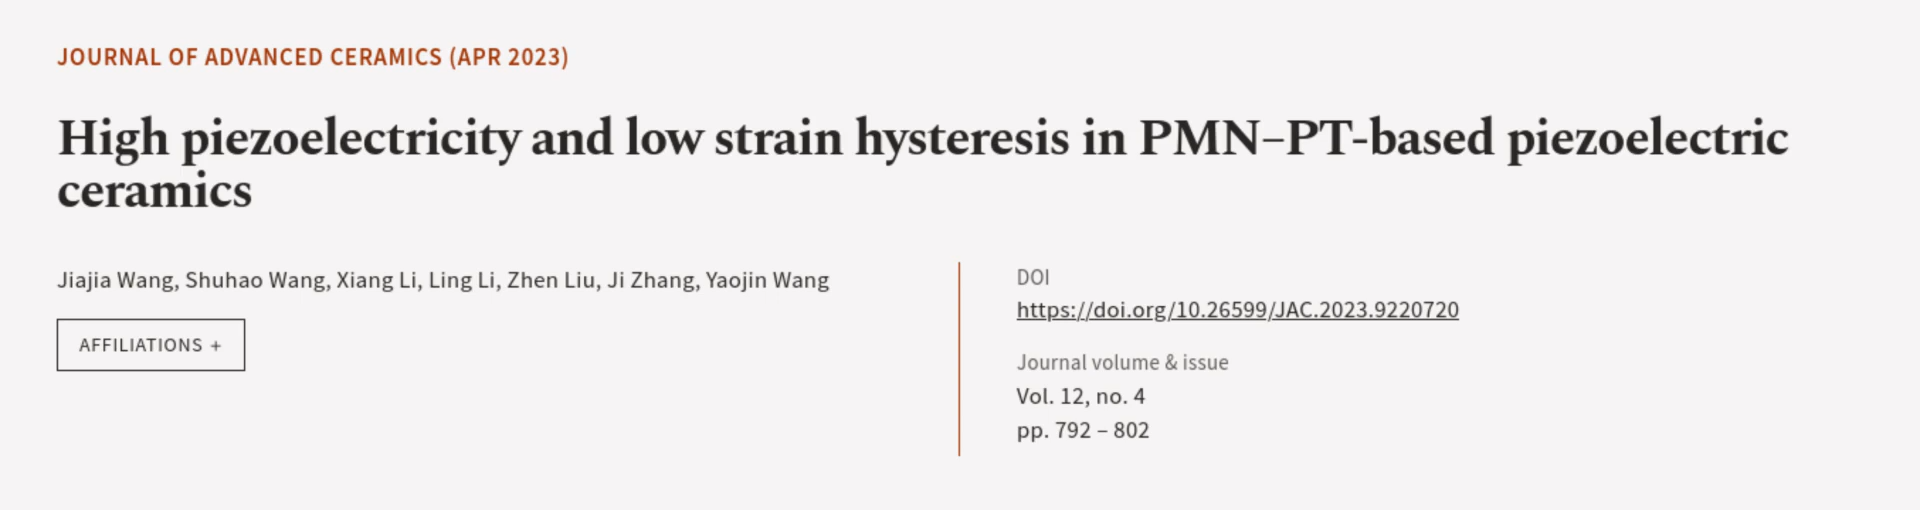 JOURNAL OF ADVANCED CERAMICS (APR 2023)
High piezoelectricity and low strain hysteresis in PMN–PT-based piezoelectric
ceramics
Jiajia Wang, Shuhao Wang, Xiang Li, Ling Li, Zhen Liu, Ji Zhang, Yaojin Wang
AFFILIATIONS +
DOI
https://doi.org/10.26599/JAC.2023.9220720
Journal volume & issue
Vol. 12, no. 4
pp. 792 – 802